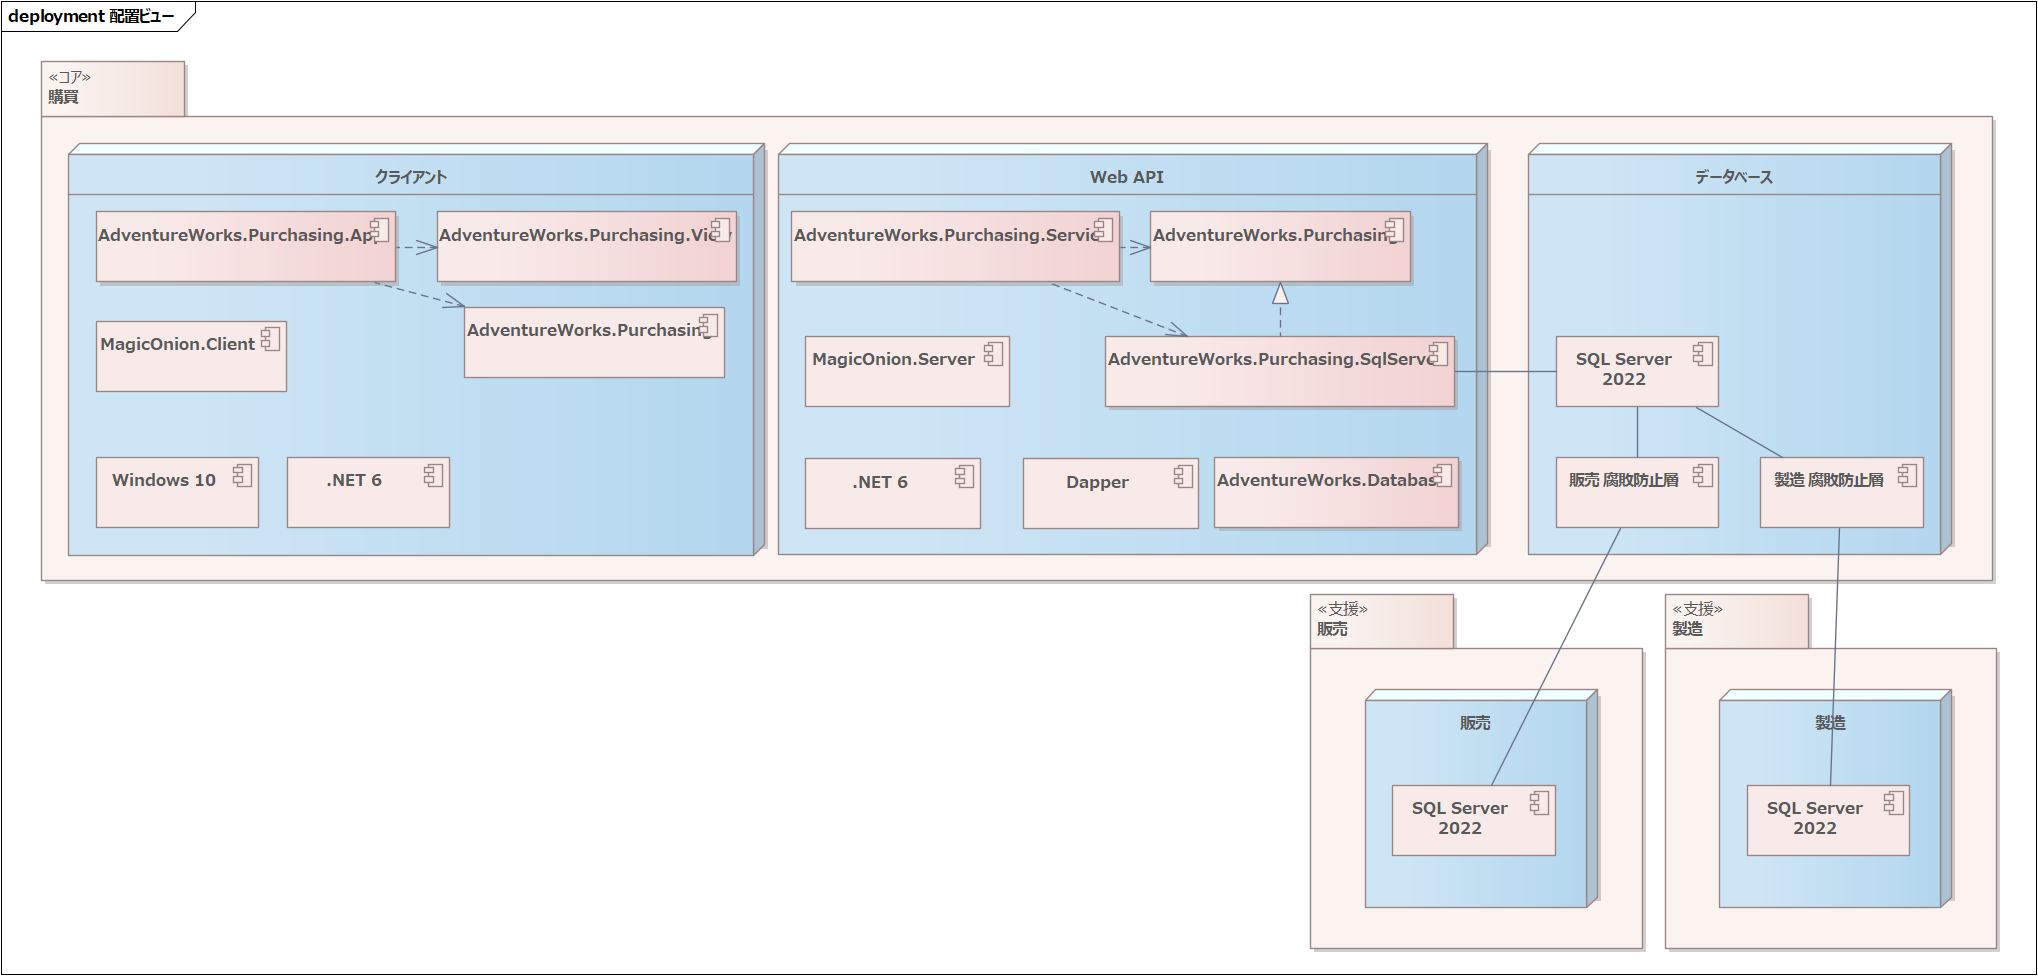 deployment 配置ビュー
«コア»
購買
クライアント
AdventureWorks.Purchasing.Ap
AdventureWorks.Purchasing.Vie
AdventureWorks.Purchasing
MagicOnion.Client
Windows 10
.NET 6
Web API
AdventureWorks.Purchasing.Servic
AdventureWorks.Purchasing
MagicOnion.Server
AdventureWorks.Purchasing.SqlServe
.NET 6
Dapper
AdventureWorks.Databas
データベース
SQL Server
2022
販売 腐敗防止層
製造 腐敗防止層
«支援»
販売
販売
SQL Server
2022
«支援»
製造
製造
SQL Server
2022